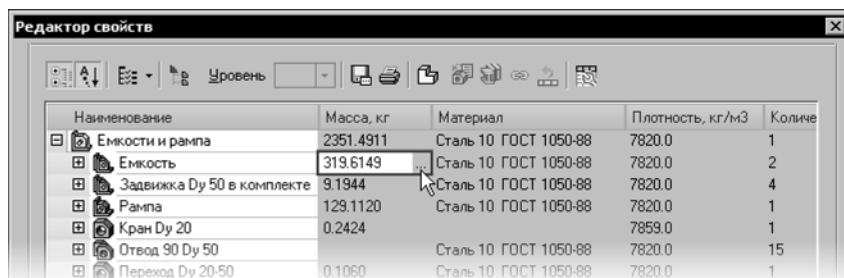 Редактор свойств
Уровень
Наименование Масса, кг Материал Плотность, кг/м3 Количе
Емкости и рампа 2351.4911 Сталь 10 ГОСТ 1050-88 7820.0 1
Емкость 319.6149 ... Сталь 10 ГОСТ 1050-88 7820.0 2
Задвижка Dy 50 в комплекте 9.1944 Сталь 10 ГОСТ 1050-88 7820.0 4
Рампа 129.1120 Сталь 10 ГОСТ 1050-88 7820.0 1
Кран Dy 20 0.2424 7859.0 1
Отвод 90 Dy 50 Сталь 10 ГОСТ 1050-88 7820.0 15
Переход Dy 20-50 0.1060 Сталь 10 ГОСТ 1050-88 7820.0 1